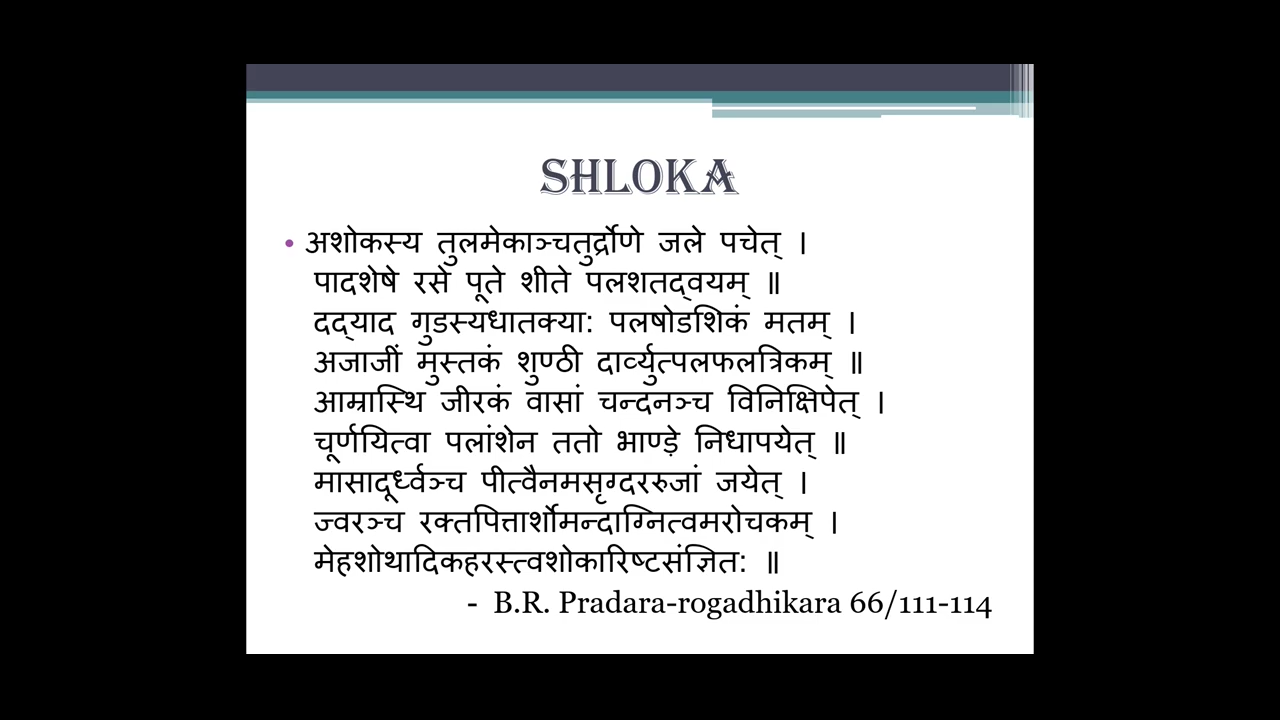 SHLOKA
• अशोकस्य तुलमेकाञ्चतुर्द्रोणे जले पचेत् ।
पादशेषे रसे पूते शीते पलशतद्वयम् ॥
दद्याद गुडस्यधातक्या: पलषोडशिकं मतम् ।
अजाजीं मुस्तकं शुण्ठी दार्व्युत्पलफलत्रिकम् ॥
आम्रास्थि जीरकं वासां चन्दनञ्च विनिक्षिपेत् ।
चूर्णयित्वा पलांशेन ततो भाण्ड़े निधापयेत् ॥
मासादूर्ध्वञ्च पीत्वैनमसृग्दररुजां जयेत् ।
ज्वरञ्च रक्तपित्तार्शोमन्दाग्नित्वमरोचकम् ।
मेहशोथादिकहरस्त्वशोकारिष्टसंज्ञित: ॥
- B.R. Pradara-rogadhikara 66/111-114